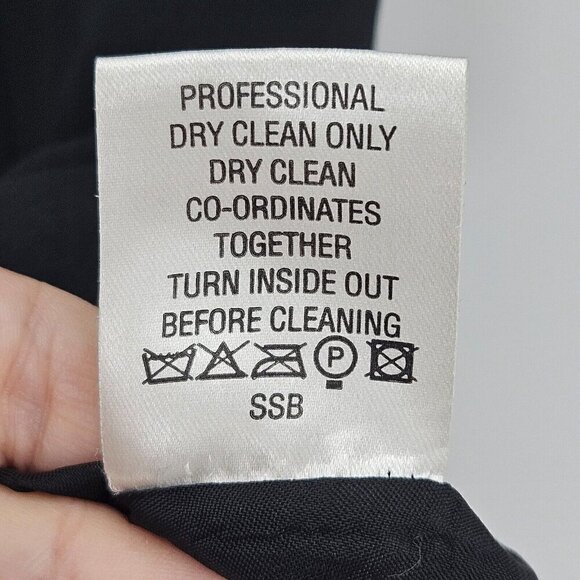 PROFESSIONAL
DRY CLEAN ONLY
DRY CLEAN
CO-ORDINATES
TOGETHER
TURN INSIDE OUT
BEFORE CLEANING
P
SSB